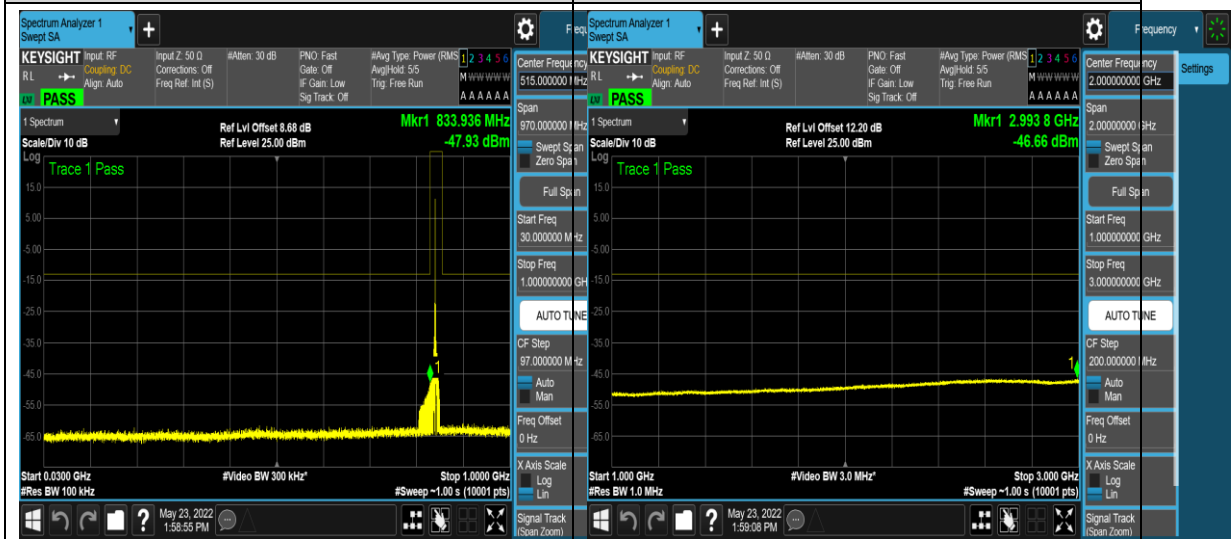 Spectrum Analyzer 1
Swept SA
+
KEYSIGHT
Input: RF
Input Z: 50 Ω
#Atten: 30 dB
PNO: Fast
#Avg Type: Power (RMS
1 2 3 4 5 6
R L
Coupling: DC
Corrections: Off
Gate: Off
Avg|Hold: 5/5
Align: Auto
Freq Ref: Int (S)
IF Gain: Low
Trig: Free Run
M W W W W W
Sig Track: Off
A A A A A A
PASS
1 Spectrum
Scale/Div 10 dB
Ref Lvl Offset 8.68 dB
Ref Level 25.00 dBm
Mkr1 833.936 MHz
-47.93 dBm
Log
Trace 1 Pass
15.0
5.00
-5.00
-15.0
-25.0
-35.0
-45.0
-55.0
-65.0
1
Start 0.0300 GHz
#Video BW 300 kHz*
Stop 1.0000 GHz
#Res BW 100 kHz
#Sweep ~1.00 s (10001 pts)
?
May 23, 2022
1:58:55 PM
Frequ
Center Frequency
515.000000 MHz
Span
970.000000 MHz
Swept Span
Zero Span
Full Span
Start Freq
30.000000 MHz
Stop Freq
1.000000000 GH
AUTO TUNE
CF Step
97.000000 MHz
Auto
Man
Freq Offset
0 Hz
X Axis Scale
Log
Lin
Signal Track
(Span Zoom)
Spectrum Analyzer 1
Swept SA
+
KEYSIGHT
Input: RF
Input Z: 50 Ω
#Atten: 30 dB
PNO: Fast
#Avg Type: Power (RMS
1 2 3 4 5 6
R L
Coupling: DC
Corrections: Off
Gate: Off
Avg|Hold: 5/5
Align: Auto
Freq Ref: Int (S)
IF Gain: Low
Trig: Free Run
M W W W W W
Sig Track: Off
A A A A A A
PASS
1 Spectrum
Scale/Div 10 dB
Ref Lvl Offset 12.20 dB
Ref Level 25.00 dBm
Mkr1 2.993 8 GHz
-46.66 dBm
Log
Trace 1 Pass
15.0
5.00
-5.00
-15.0
-25.0
-35.0
-45.0
-55.0
-65.0
1
Start 1.000 GHz
#Video BW 3.0 MHz*
Stop 3.000 GHz
#Res BW 1.0 MHz
#Sweep ~1.00 s (10001 pts)
?
May 23, 2022
1:59:08 PM
Frequency
Settings
Center Frequency
2.000000000 GHz
Span
2.00000000 GHz
Swept Span
Zero Span
Full Span
Start Freq
1.000000000 GHz
Stop Freq
3.000000000 GHz
AUTO TUNE
CF Step
200.000000 MHz
Auto
Man
Freq Offset
0 Hz
X Axis Scale
Log
Lin
Signal Track
(Span Zoom)